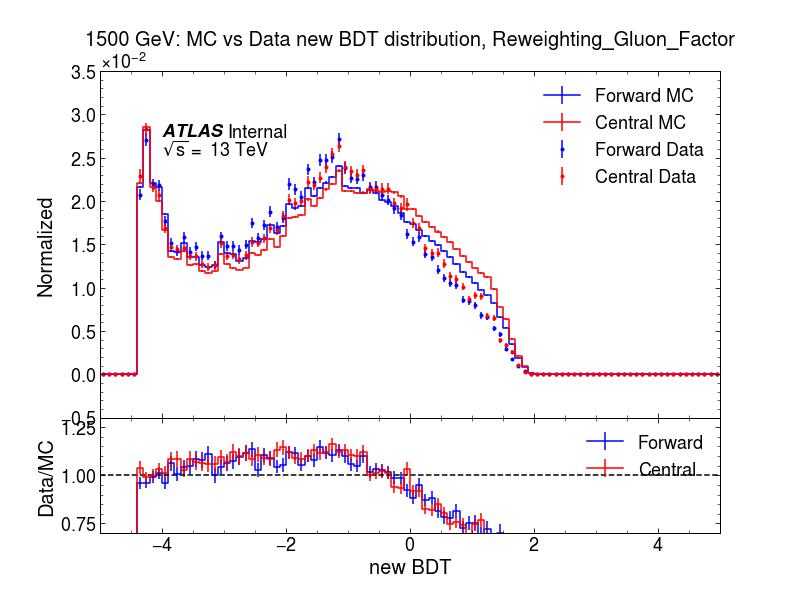 1500 GeV: MC vs Data new BDT distribution, Reweighting_Gluon_Factor
×10⁻²
3.5
3.0
2.5
2.0
1.5
1.0
0.5
0.0
0.5
Normalized
ATLAS Internal
√s = 13 TeV
Forward MC
Central MC
Forward Data
Central Data
1.25
1.00
0.75
Data/MC
Forward
Central
−4 −2 0 2 4
new BDT